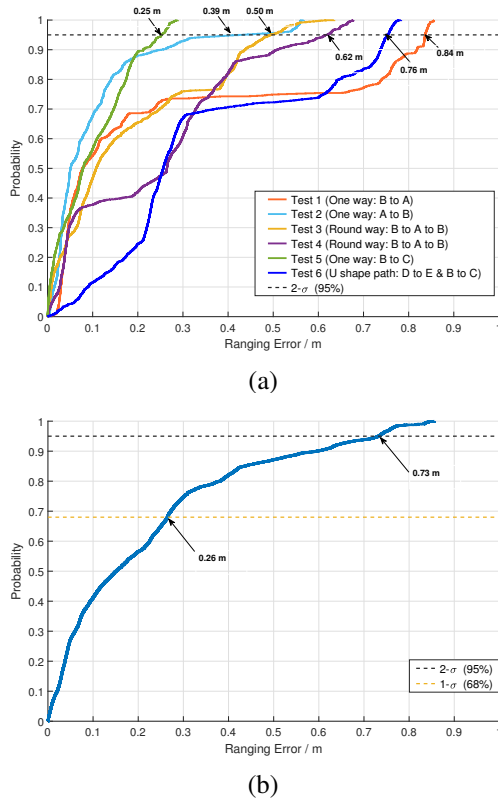 0.25 m 0.39 m 0.50 m
1
0.9
0.8
0.7
0.6
0.5
0.4
0.3
0.2
0.1
0
Probability
0.62 m
0.76 m
0.84 m
Test 1 (One way: B to A)
Test 2 (One way: A to B)
Test 3 (Round way: B to A to B)
Test 4 (Round way: B to A to B)
Test 5 (One way: B to C)
Test 6 (U shape path: D to E & B to C)
2-σ (95%)
0 0.1 0.2 0.3 0.4 0.5 0.6 0.7 0.8 0.9 1
Ranging Error / m
(a)
1
0.9
0.8
0.7
0.6
0.5
0.4
0.3
0.2
0.1
0
Probability
0.73 m
0.26 m
2-σ (95%)
1-σ (68%)
0 0.1 0.2 0.3 0.4 0.5 0.6 0.7 0.8 0.9 1
Ranging Error / m
(b)